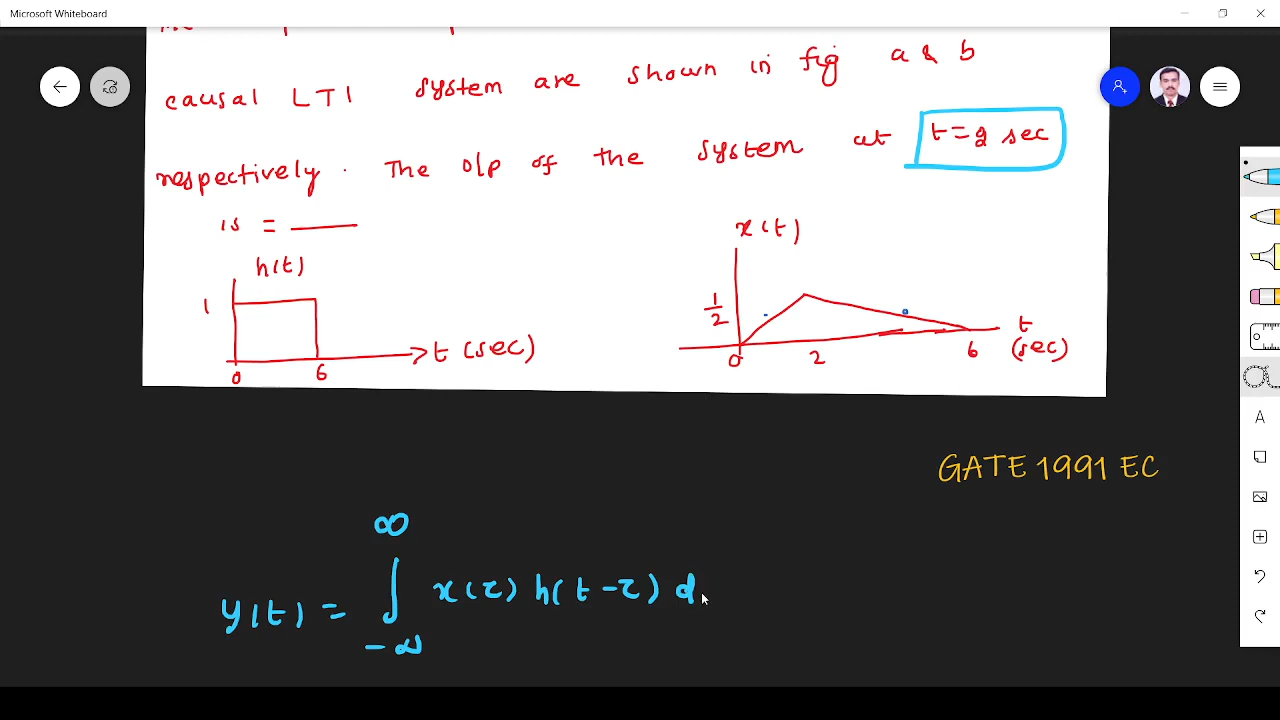 Microsoft Whiteboard
causal LTI system are shown in fig a & b
respectively. The o/p of the system at t=2 sec
is = ____
h(t)
1
0 6
t (sec)
x(t)
1/2
0 2 6
t (sec)
GATE 1991 EC
y(t) = ∫_{-∞}^{∞} x(τ) h(t-τ) d
A